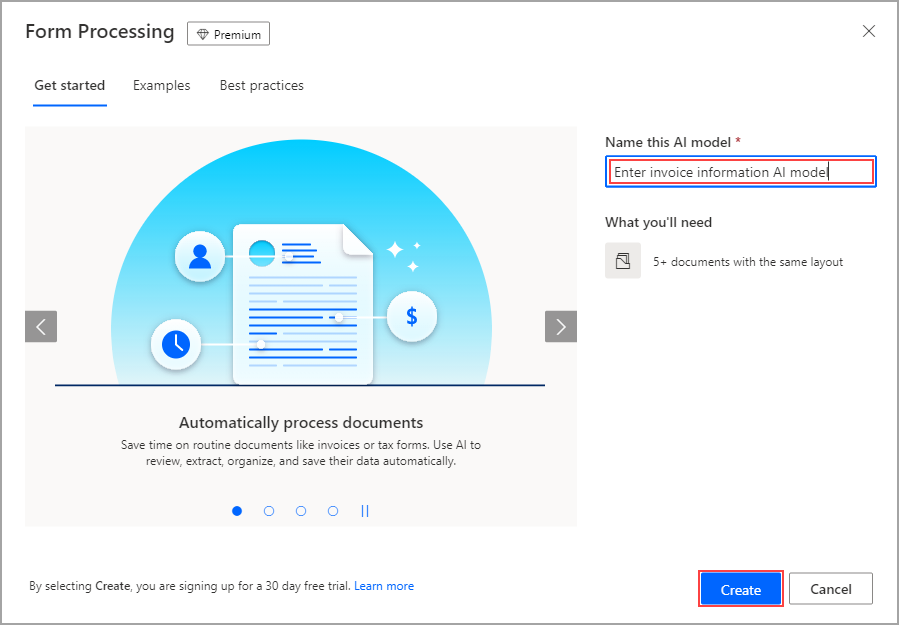 Form Processing
Premium
Get started
Examples
Best practices
Name this AI model *
Enter invoice information AI model
What you'll need
5+ documents with the same layout
$
Automatically process documents
Save time on routine documents like invoices or tax forms. Use AI to
review, extract, organize, and save their data automatically.
By selecting Create, you are signing up for a 30 day free trial. Learn more
Create
Cancel